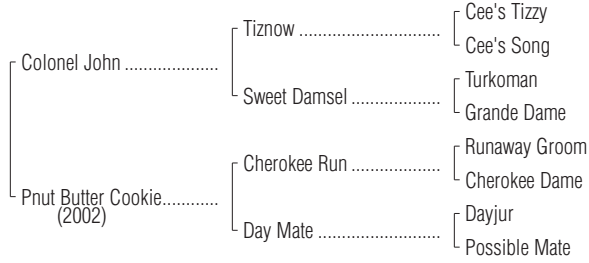 Cee's Tizzy
Tiznow ..............................
Cee's Song
Colonel John ....................
Turkoman
Sweet Damsel ...................
Grande Dame
Runaway Groom
Cherokee Run ...................
Cherokee Dame
Pnut Butter Cookie............
(2002)
Dayjur
Day Mate ..........................
Possible Mate